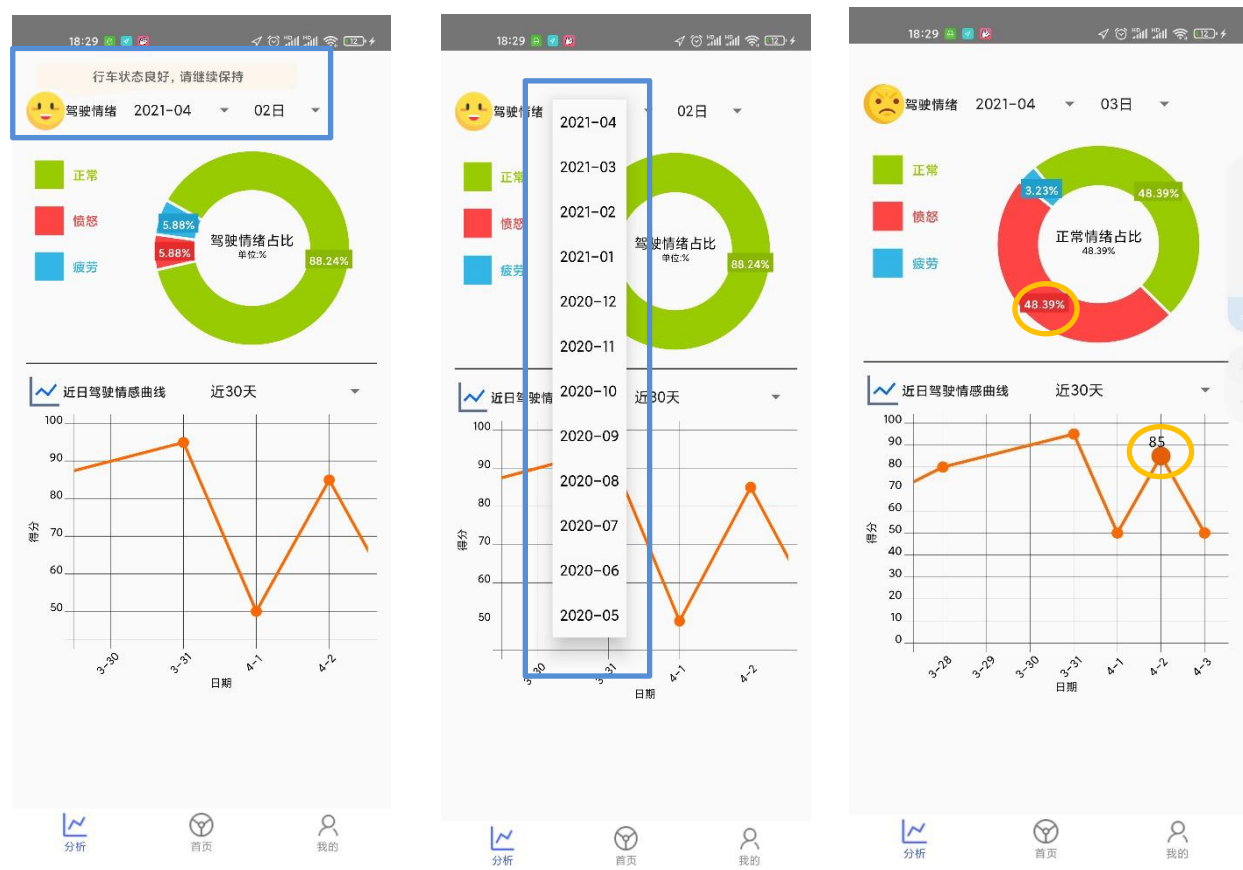 18:29
12
行车状态良好，请继续保持
驾驶情绪 2021-04 02日
正常
愤怒
疲劳
5.88%
5.88%
88.24%
驾驶情绪占比
单位:%
近日驾驶情感曲线 近30天
100
90
80
70
60
50
得分
3-30 3-31 4-1 4-2
日期
分析 首页 我的
18:29
12
驾驶情绪 02日
2021-04
2021-03
2021-02
2021-01
2020-12
2020-11
2020-10
2020-09
2020-08
2020-07
2020-06
2020-05
正常
愤怒
疲劳
驾驶情绪占比
单位:%
88.24%
近日驾驶情 近30天
100
90
80
70
60
50
得分
3-30 3-31 4-1 4-2
日期
分析 首页 我的
18:29
12
驾驶情绪 2021-04 03日
正常
愤怒
疲劳
3.23%
48.39%
正常情绪占比
48.39%
48.39%
近日驾驶情感曲线 近30天
100
90
80
70
60
50
40
30
20
10
0
得分
85
3-28 3-29 3-30 3-31 4-1 4-2 4-3
日期
分析 首页 我的